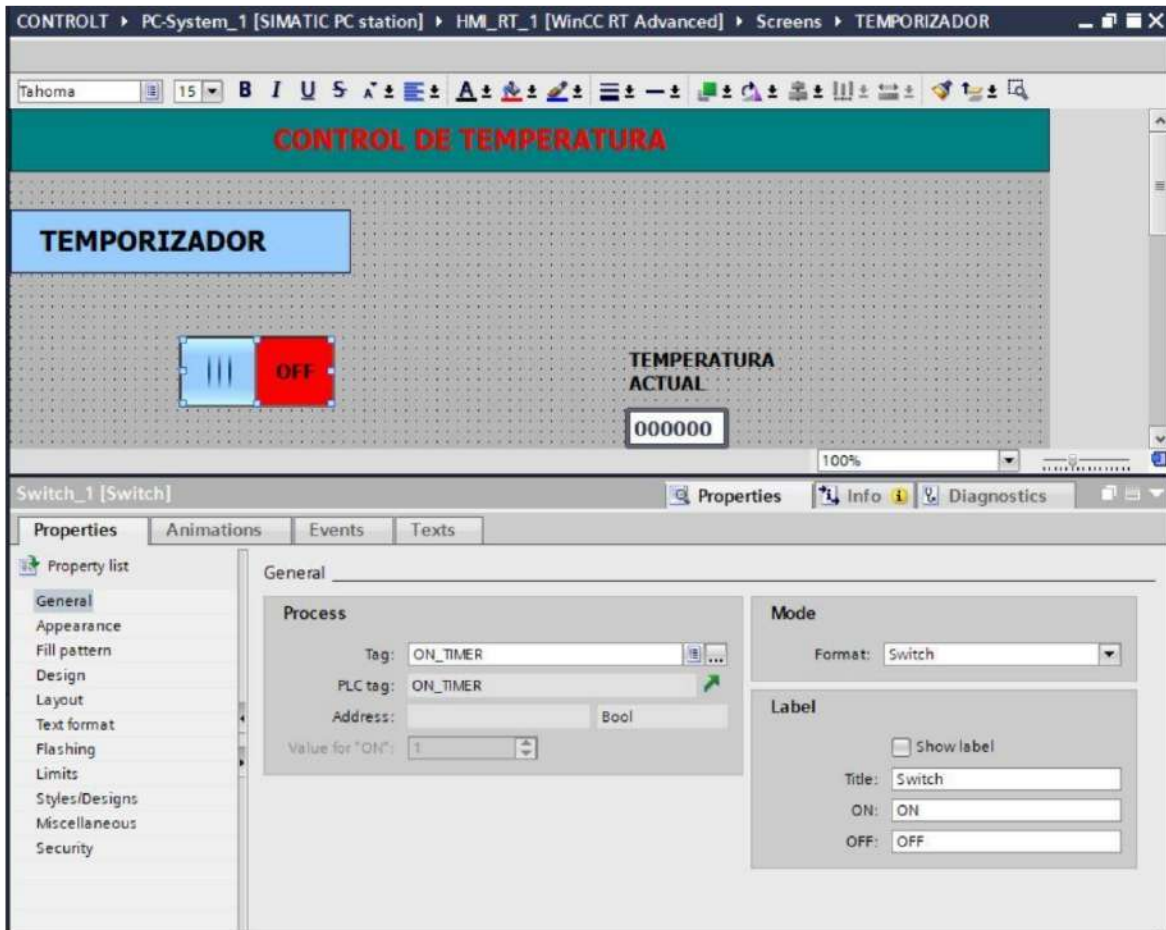 CONTROLT ▸ PC-System_1 [SIMATIC PC station] ▸ HMI_RT_1 [WinCC RT Advanced] ▸ Screens ▸ TEMPORIZADOR
Tahoma 15 B I U S A A
CONTROL DE TEMPERATURA
TEMPORIZADOR
OFF
TEMPERATURA
ACTUAL
000000
100%
Switch_1 [Switch]
Properties Info Diagnostics
Properties Animations Events Texts
Property list
General
Appearance
Fill pattern
Design
Layout
Text format
Flashing
Limits
Styles/Designs
Miscellaneous
Security
General
Process
Tag: ON_TIMER
PLC tag: ON_TIMER
Address: Bool
Value for "ON": 1
Mode
Format: Switch
Label
Show label
Title: Switch
ON: ON
OFF: OFF